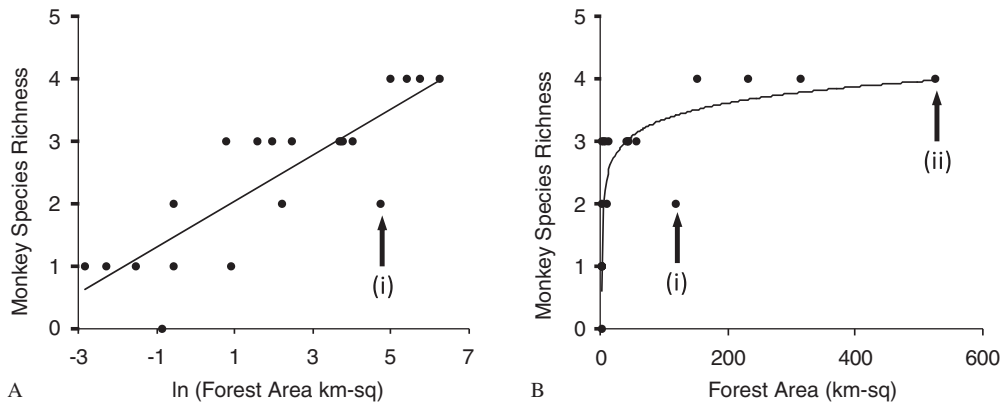 Monkey Species Richness
5
4
3
2
1
0
-3
-1
1
3
5
7
(i)
A
ln (Forest Area km-sq)
Monkey Species Richness
5
4
3
2
1
0
0
200
400
600
(i)
(ii)
B
Forest Area (km-sq)